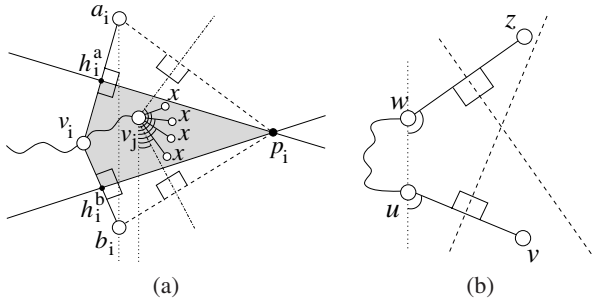 a_i
z
h_i^a
x
w
x
v_i
v_j
x
x
p_i
h_i^b
u
b_i
v
(a)
(b)